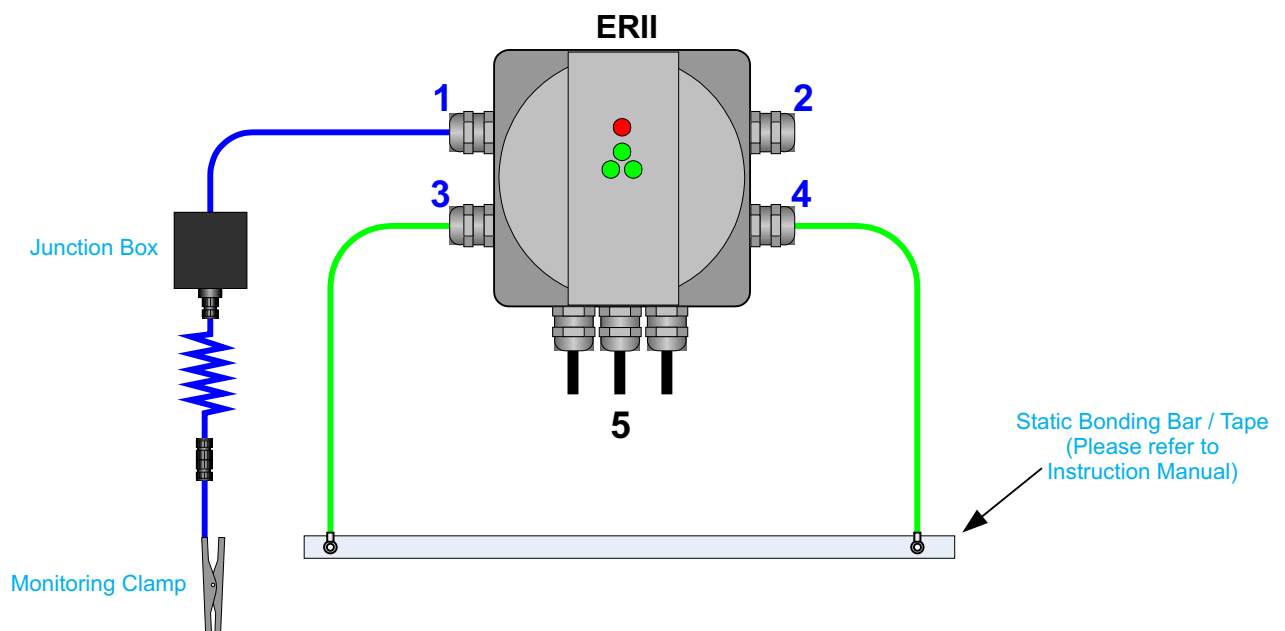 ERII
1
2
3
4
Junction Box
5
Static Bonding Bar / Tape
(Please refer to
Instruction Manual)
Monitoring Clamp